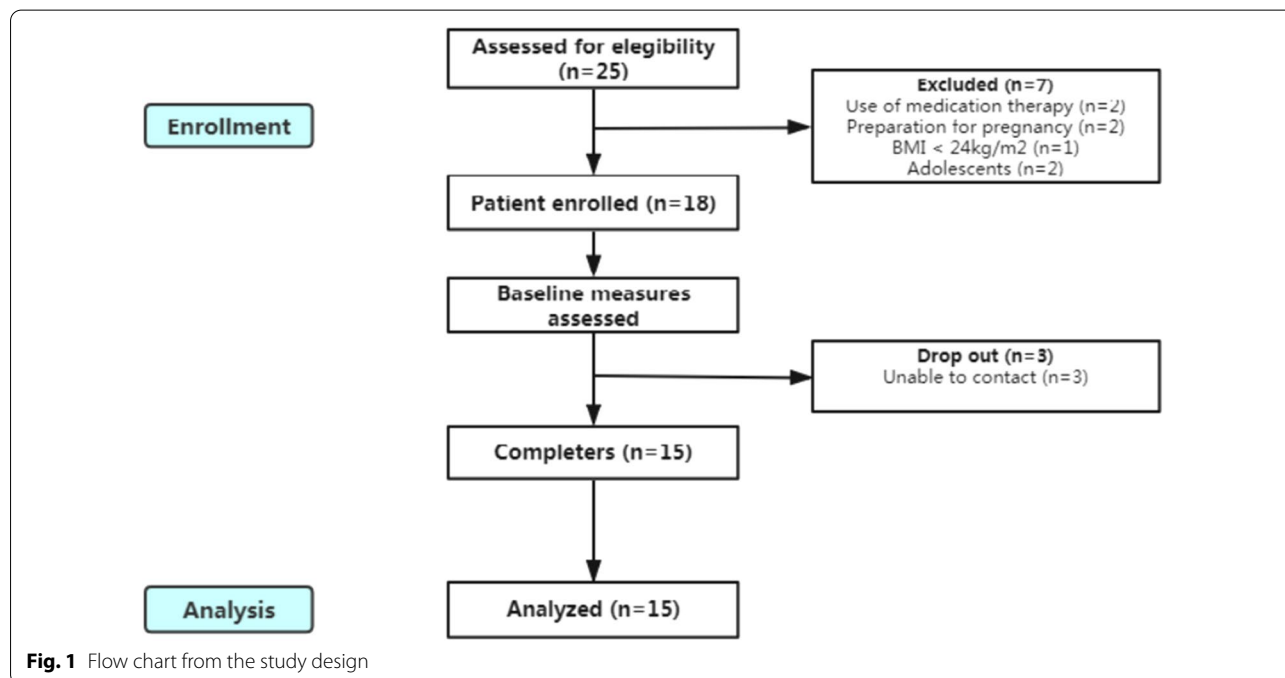 Assessed for elegibility
(n=25)
Excluded (n=7)
Use of medication therapy (n=2)
Preparation for pregnancy (n=2)
BMI < 24kg/m2 (n=1)
Adolescents (n=2)
Enrollment
Patient enrolled (n=18)
Baseline measures
assessed
Drop out (n=3)
Unable to contact (n=3)
Completers (n=15)
Analysis
Analyzed (n=15)
Fig. 1 Flow chart from the study design